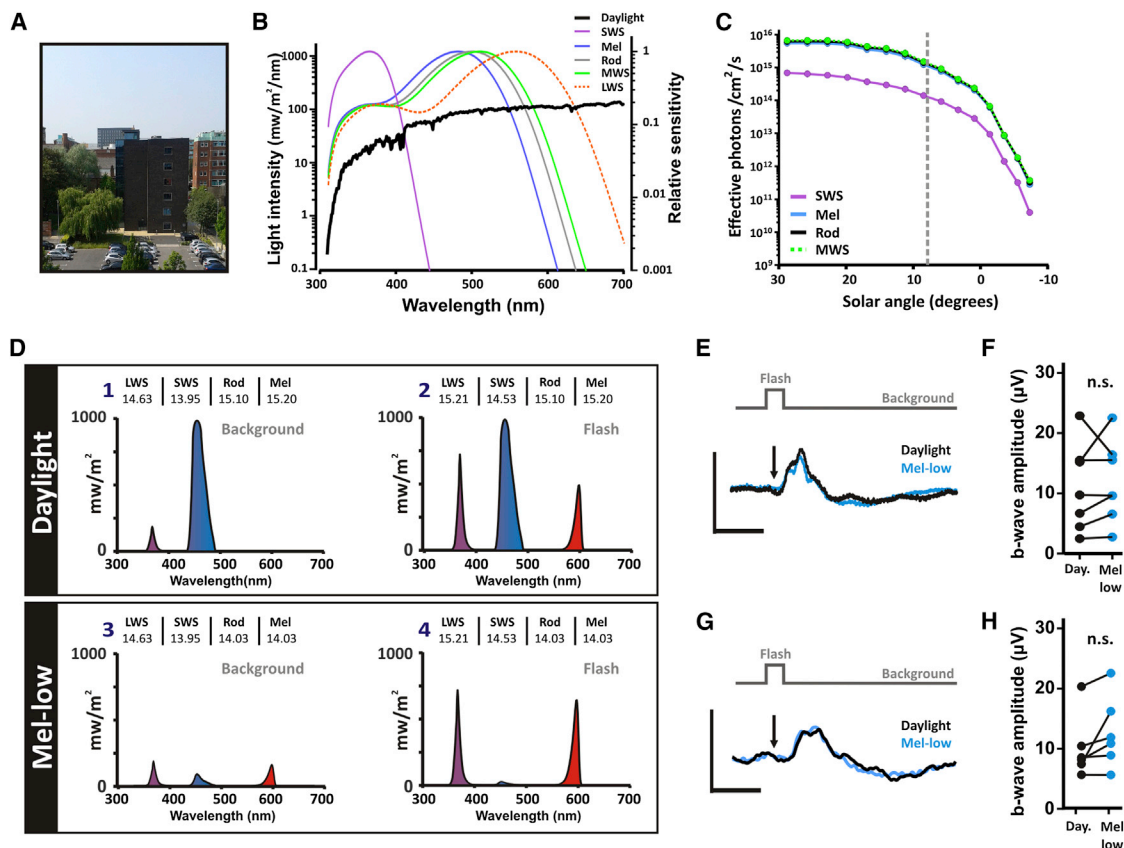 A
B
Light intensity (mw/m²/nm)
1000
100
10
1
0.1
300
400
500
600
700
Wavelength (nm)
Daylight
SWS
Mel
Rod
MWS
LWS
1
0.1
0.01
0.001
Relative sensitivity
C
Effective photons /cm²/s
10¹⁶
10¹⁵
10¹⁴
10¹³
10¹²
10¹¹
10¹⁰
10⁹
SWS
Mel
Rod
MWS
30
20
10
0
-10
Solar angle (degrees)
D
Daylight
1
LWS SWS Rod Mel
14.63 13.95 15.10 15.20
1000
Background
mw/m²
0
300 400 500 600 700
Wavelength(nm)
2
LWS SWS Rod Mel
15.21 14.53 15.10 15.20
1000
Flash
mw/m²
0
300 400 500 600 700
Wavelength (nm)
Mel-low
3
LWS SWS Rod Mel
14.63 13.95 14.03 14.03
1000
Background
mw/m²
0
300 400 500 600 700
Wavelength (nm)
4
LWS SWS Rod Mel
15.21 14.53 14.03 14.03
1000
Flash
mw/m²
0
300 400 500 600 700
Wavelength (nm)
E
Flash
Background
Daylight
Mel-low
F
b-wave amplitude (µV)
30
20
10
0
n.s.
Day. Mel
low
G
Flash
Background
Daylight
Mel-low
H
b-wave amplitude (µV)
30
20
10
0
n.s.
Day. Mel
low